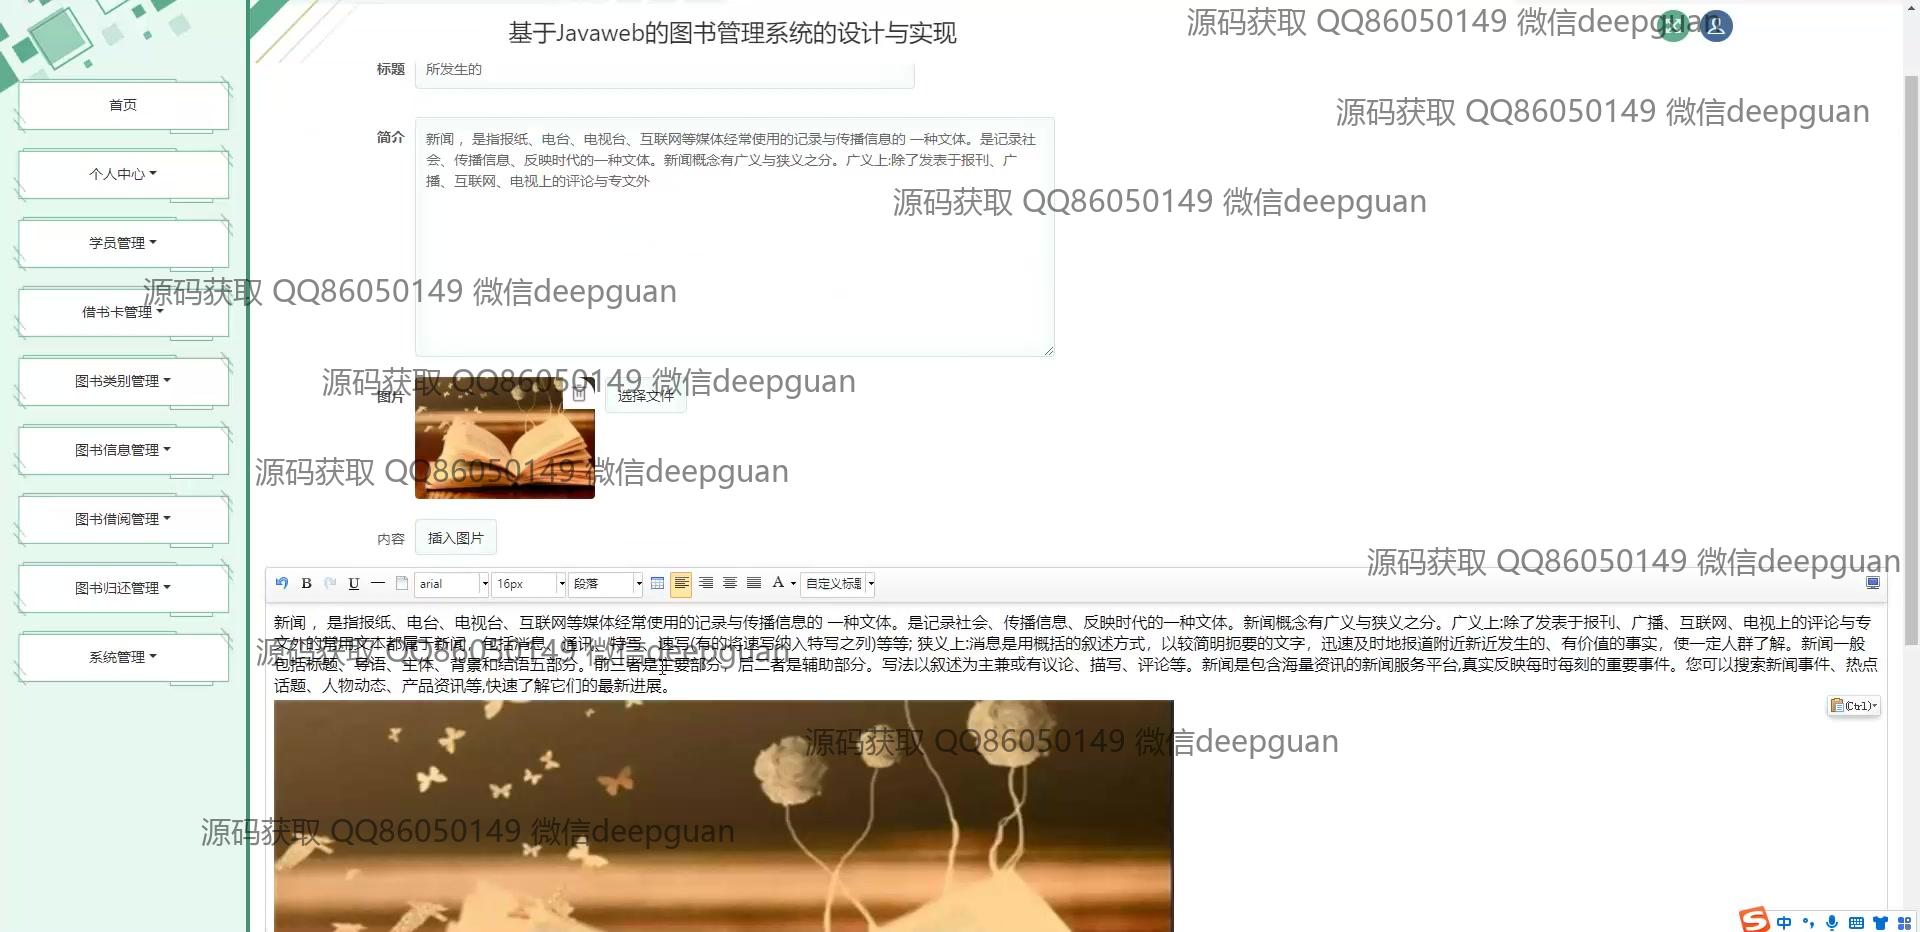 基于Javaweb的图书管理系统的设计与实现
源码获取 QQ86050149 微信deepguan
首页
个人中心
学员管理
借书卡管理
图书类别管理
图书信息管理
图书借阅管理
图书归还管理
系统管理
标题
所发生的
源码获取 QQ86050149 微信deepguan
简介
新闻 ，是指报纸、电台、电视台、互联网等媒体经常使用的记录与传播信息的 一种文体。是记录社
会、传播信息、反映时代的一种文体。新闻概念有广义与狭义之分。广义上:除了发表于报刊、广
播、互联网、电视上的评论与专文外
源码获取 QQ86050149 微信deepguan
源码获取 QQ86050149 微信deepguan
源码获取 QQ86050149 微信deepguan
图片
选择文件
源码获取 QQ86050149 微信deepguan
内容
插入图片
源码获取 QQ86050149 微信deepguan
B U arial 16px 段落 A 自定义标题
新闻 ，是指报纸、电台、电视台、互联网等媒体经常使用的记录与传播信息的 一种文体。是记录社会、传播信息、反映时代的一种文体。新闻概念有广义与狭义之分。广义上:除了发表于报刊、广播、互联网、电视上的评论与专
文外的常用文本都属于新闻，包括消息、通讯、特写、速写(有的将速写纳入特写之列)等等; 狭义上:消息是用概括的叙述方式，以较简明扼要的文字，迅速及时地报道附近新近发生的、有价值的事实，使一定人群了解。新闻一般
包括标题、导语、主体、背景和结语五部分。前三者是主要部分，后二者是辅助部分。写法以叙述为主兼或有议论、描写、评论等。新闻是包含海量资讯的新闻服务平台,真实反映每时每刻的重要事件。您可以搜索新闻事件、热点
话题、人物动态、产品资讯等,快速了解它们的最新进展。
源码获取 QQ86050149 微信deepguan
(Ctrl)
源码获取 QQ86050149 微信deepguan
源码获取 QQ86050149 微信deepguan
中